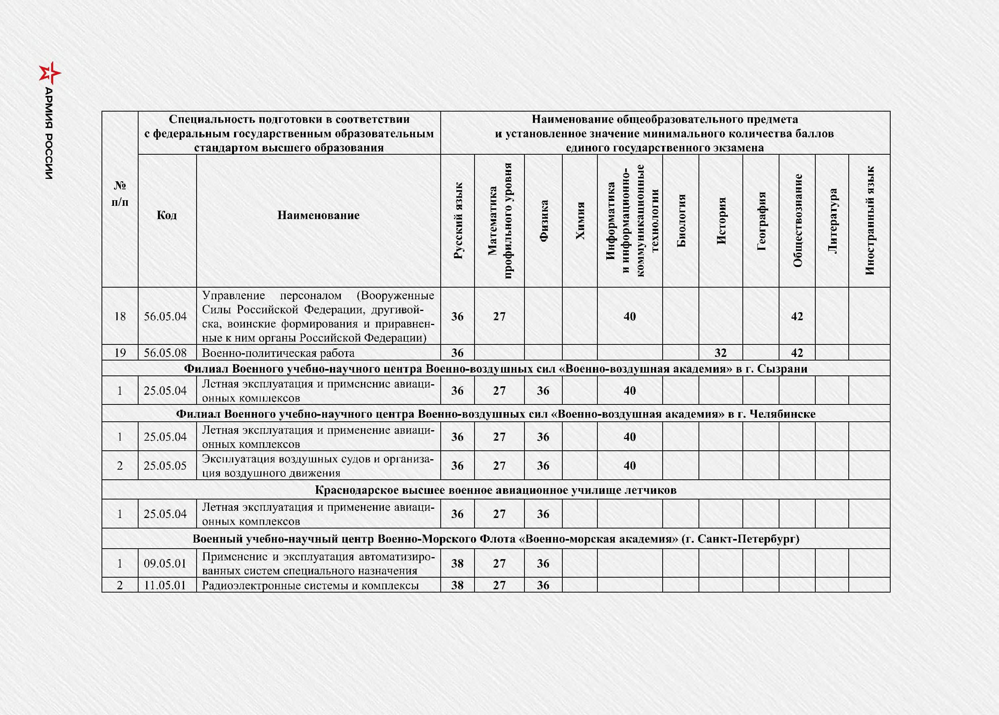 АРМИЯ РОССИИ
№
п/п
Специальность подготовки в соответствии
с федеральным государственным образовательным
стандартом высшего образования
Наименование общеобразовательного предмета
и установленное значение минимального количества баллов
единого государственного экзамена
Код
Наименование
Русский язык
Математика
профильного уровня
Физика
Химия
Информатика
и информационно-
коммуникационные
технологии
Биология
История
География
Обществознание
Литература
Иностранный язык
18 56.05.04
Управление персоналом (Вооруженные
Силы Российской Федерации,
ска, воинские формирования и приравнен-
ные к ним органы Российской Федерации)
36 27 40 42
19 56.05.08 Военно-политическая работа 36 32 42
Филиал Военного учебно-научного центра Военно-воздушных сил «Военно-воздушная академия» в г. Сызрани
1 25.05.04
Летная эксплуатация и применение авиаци-
онных комплексов
36 27 36 40
Филиал Военного учебно-научного центра Военно-воздушных сил «Военно-воздушная академия» в г. Челябинске
1 25.05.04
Летная эксплуатация и применение авиаци-
онных комплексов
36 27 36 40
2 25.05.05
Эксплуатация воздушных судов и организа-
ция воздушного движения
36 27 36 40
Краснодарское высшее военное авиационное училище летчиков
1 25.05.04
Летная эксплуатация и применение авиаци-
онных комплексов
36 27 36
Военный учебно-научный центр Военно-Морского Флота «Военно-морская академия» (г. Санкт-Петербург)
1 09.05.01
Применение и эксплуатация автоматизиро-
ванных систем специального назначения
38 27 36
2 11.05.01 Радиоэлектронные системы и комплексы 38 27 36